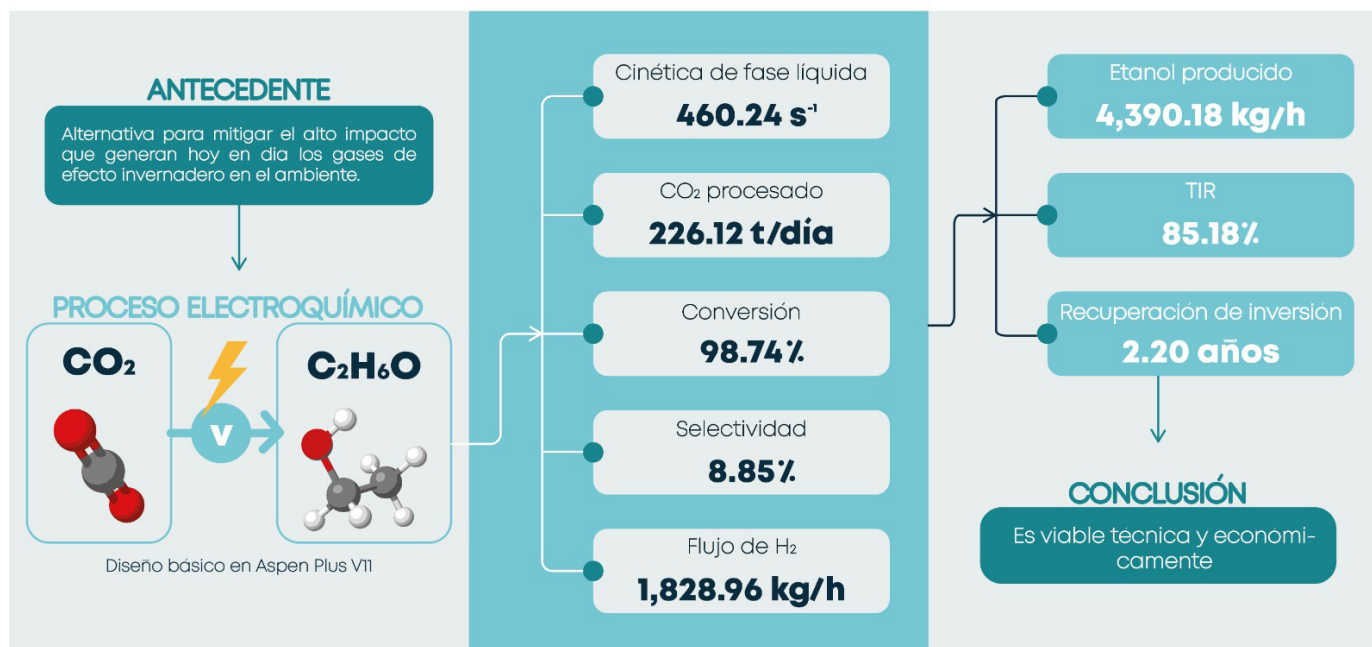 ANTECEDENTE
Alternativa para mitigar el alto impacto
que generan hoy en día los gases de
efecto invernadero en el ambiente.
PROCESO ELECTROQUÍMICO
CO₂
V
C₂H₆O
Diseño básico en Aspen Plus V11
Cinética de fase líquida
460.24 s⁻¹
CO₂ procesado
226.12 t/día
Conversión
98.74%
Selectividad
8.85%
Flujo de H₂
1,828.96 kg/h
Etanol producido
4,390.18 kg/h
TIR
85.18%
Recuperación de inversión
2.20 años
CONCLUSIÓN
Es viable técnica y económi-
camente